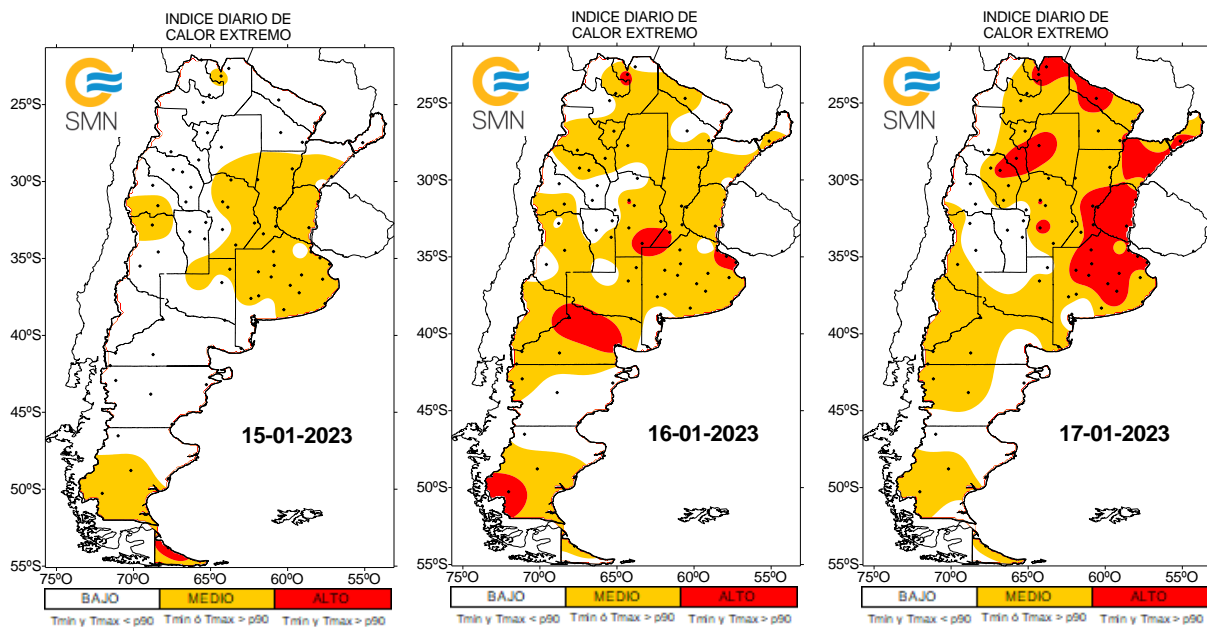 INDICE DIARIO DE
CALOR EXTREMO
SMN
25ºS
30ºS
35ºS
40ºS
45ºS
50ºS
55ºS
15-01-2023
75ºO 70ºO 65ºO 60ºO 55ºO
BAJO MEDIO ALTO
Tmin y Tmax < p90 Tmin ó Tmax > p90 Tmin y Tmax > p90
INDICE DIARIO DE
CALOR EXTREMO
SMN
25ºS
30ºS
35ºS
40ºS
45ºS
50ºS
55ºS
16-01-2023
75ºO 70ºO 65ºO 60ºO 55ºO
BAJO MEDIO ALTO
Tmin y Tmax < p90 Tmin ó Tmax > p90 Tmin y Tmax > p90
INDICE DIARIO DE
CALOR EXTREMO
SMN
25ºS
30ºS
35ºS
40ºS
45ºS
50ºS
55ºS
17-01-2023
75ºO 70ºO 65ºO 60ºO 55ºO
BAJO MEDIO ALTO
Tmin y Tmax < p90 Tmin ó Tmax > p90 Tmin y Tmax > p90